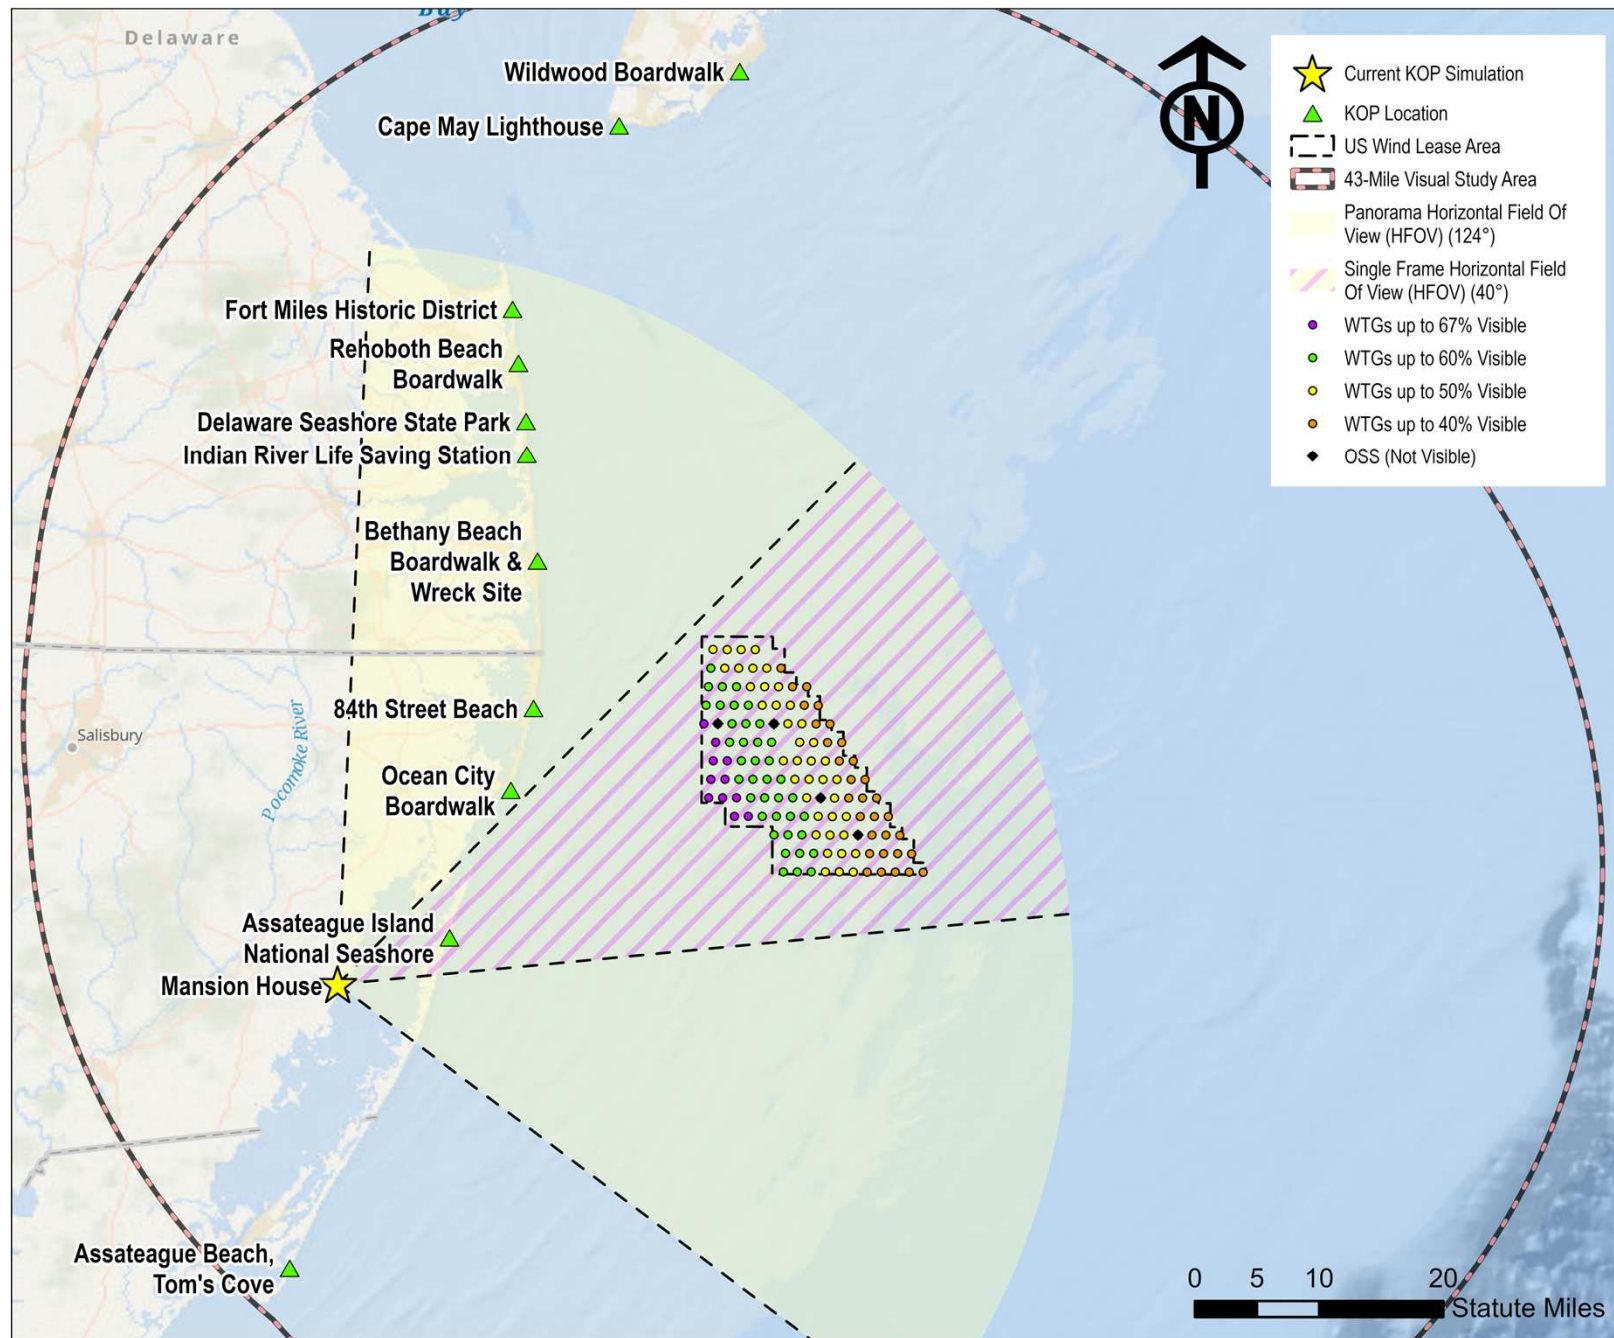 Bay
Delaware
Wildwood Boardwalk
Cape May Lighthouse
N
Current KOP Simulation
KOP Location
US Wind Lease Area
43-Mile Visual Study Area
Panorama Horizontal Field Of
View (HFOV) (124°)
Single Frame Horizontal Field
Of View (HFOV) (40°)
WTGs up to 67% Visible
WTGs up to 60% Visible
WTGs up to 50% Visible
WTGs up to 40% Visible
OSS (Not Visible)
Fort Miles Historic District
Rehoboth Beach
Boardwalk
Delaware Seashore State Park
Indian River Life Saving Station
Bethany Beach
Boardwalk &
Wreck Site
84th Street Beach
Salisbury
Pocomoke River
Ocean City
Boardwalk
Assateague Island
National Seashore
Mansion House
Assateague Beach,
Tom's Cove
0 5 10 20
Statute Miles